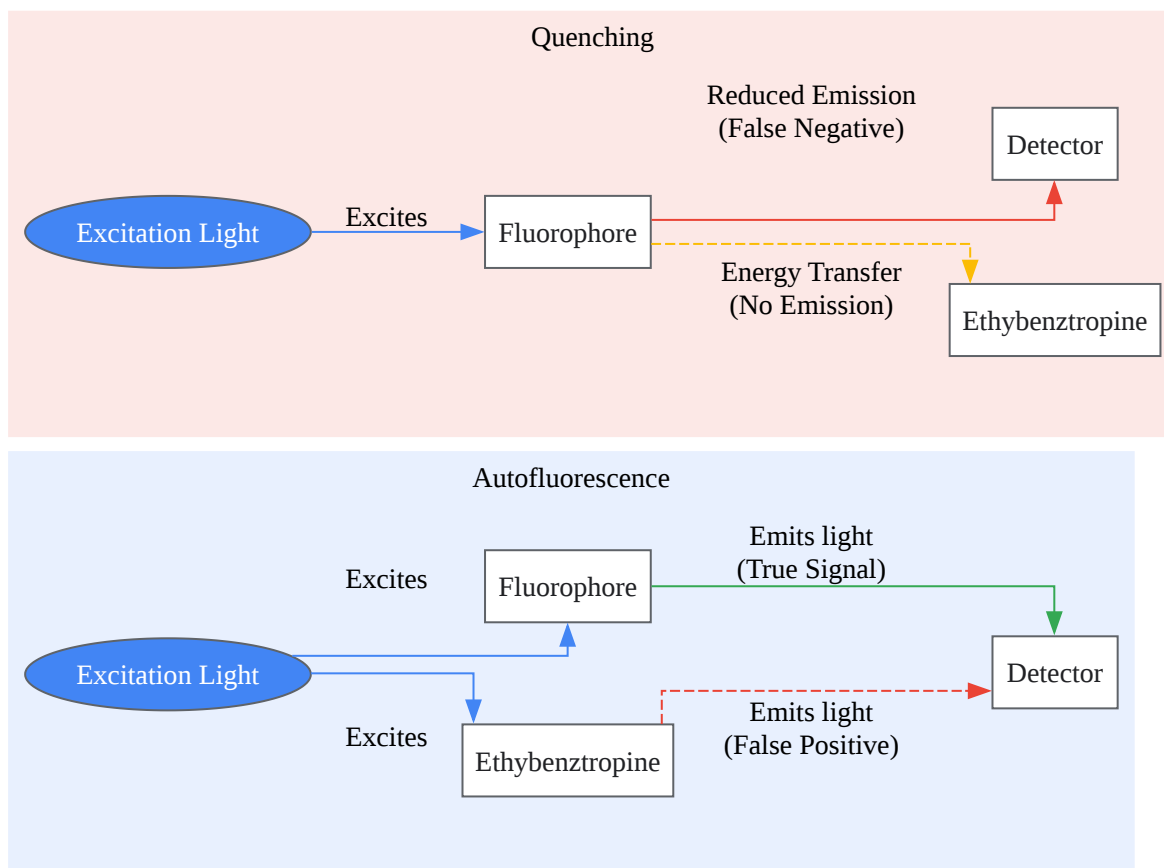 Quenching
Reduced Emission
(False Negative)
Detector
Excitation Light
Excites
Fluorophore
Energy Transfer
(No Emission)
Ethybenztropine
Autofluorescence
Emits light
(True Signal)
Excites
Fluorophore
Excitation Light
Detector
Excites
Ethybenztropine
Emits light
(False Positive)